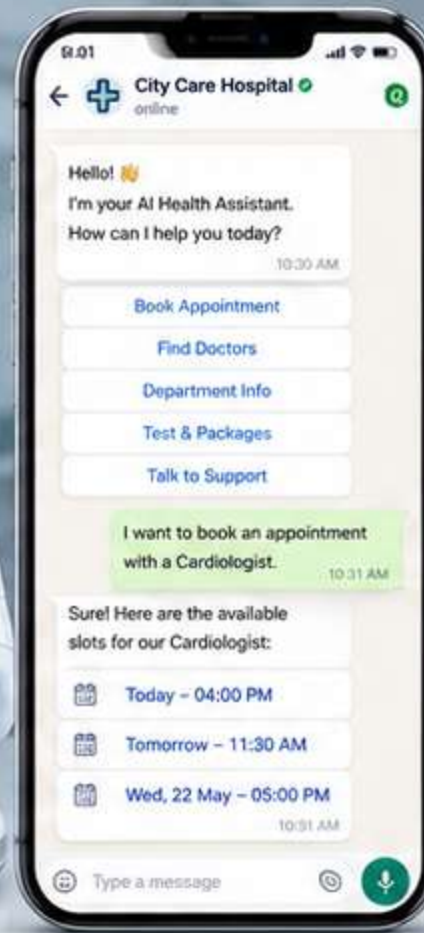 9:01
City Care Hospital
online
Hello! 👋
I'm your AI Health Assistant.
How can I help you today?
10:30 AM
Book Appointment
Find Doctors
Department Info
Test & Packages
Talk to Support
I want to book an appointment
with a Cardiologist.
10:31 AM
Sure! Here are the available
slots for our Cardiologist:
Today – 04:00 PM
Tomorrow – 11:30 AM
Wed, 22 May – 05:00 PM
10:51 AM
Type a message